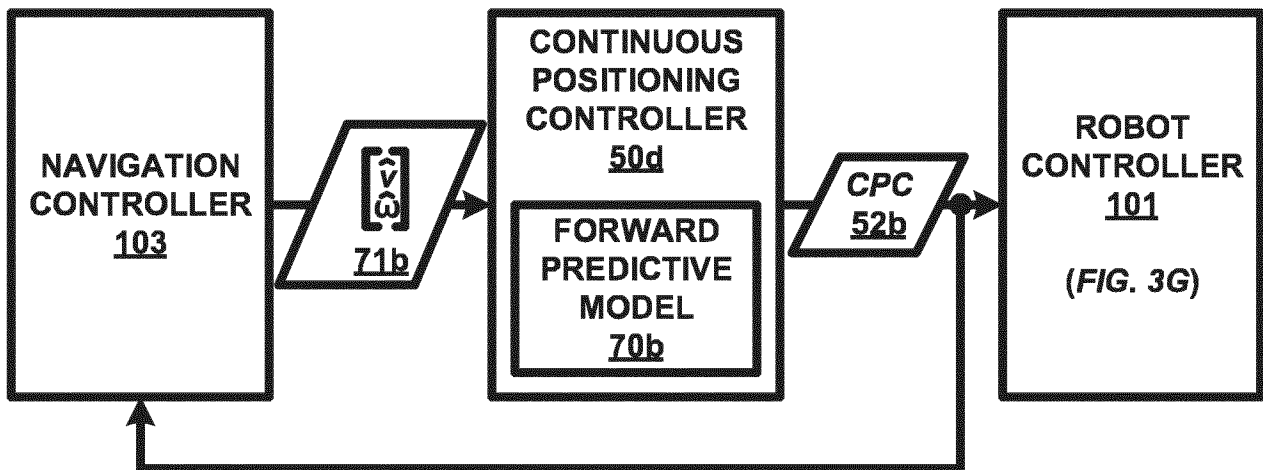 NAVIGATION
CONTROLLER
103
v̂
ω̂
71b
CONTINUOUS
POSITIONING
CONTROLLER
50d
FORWARD
PREDICTIVE
MODEL
70b
CPC
52b
ROBOT
CONTROLLER
101
(FIG. 3G)